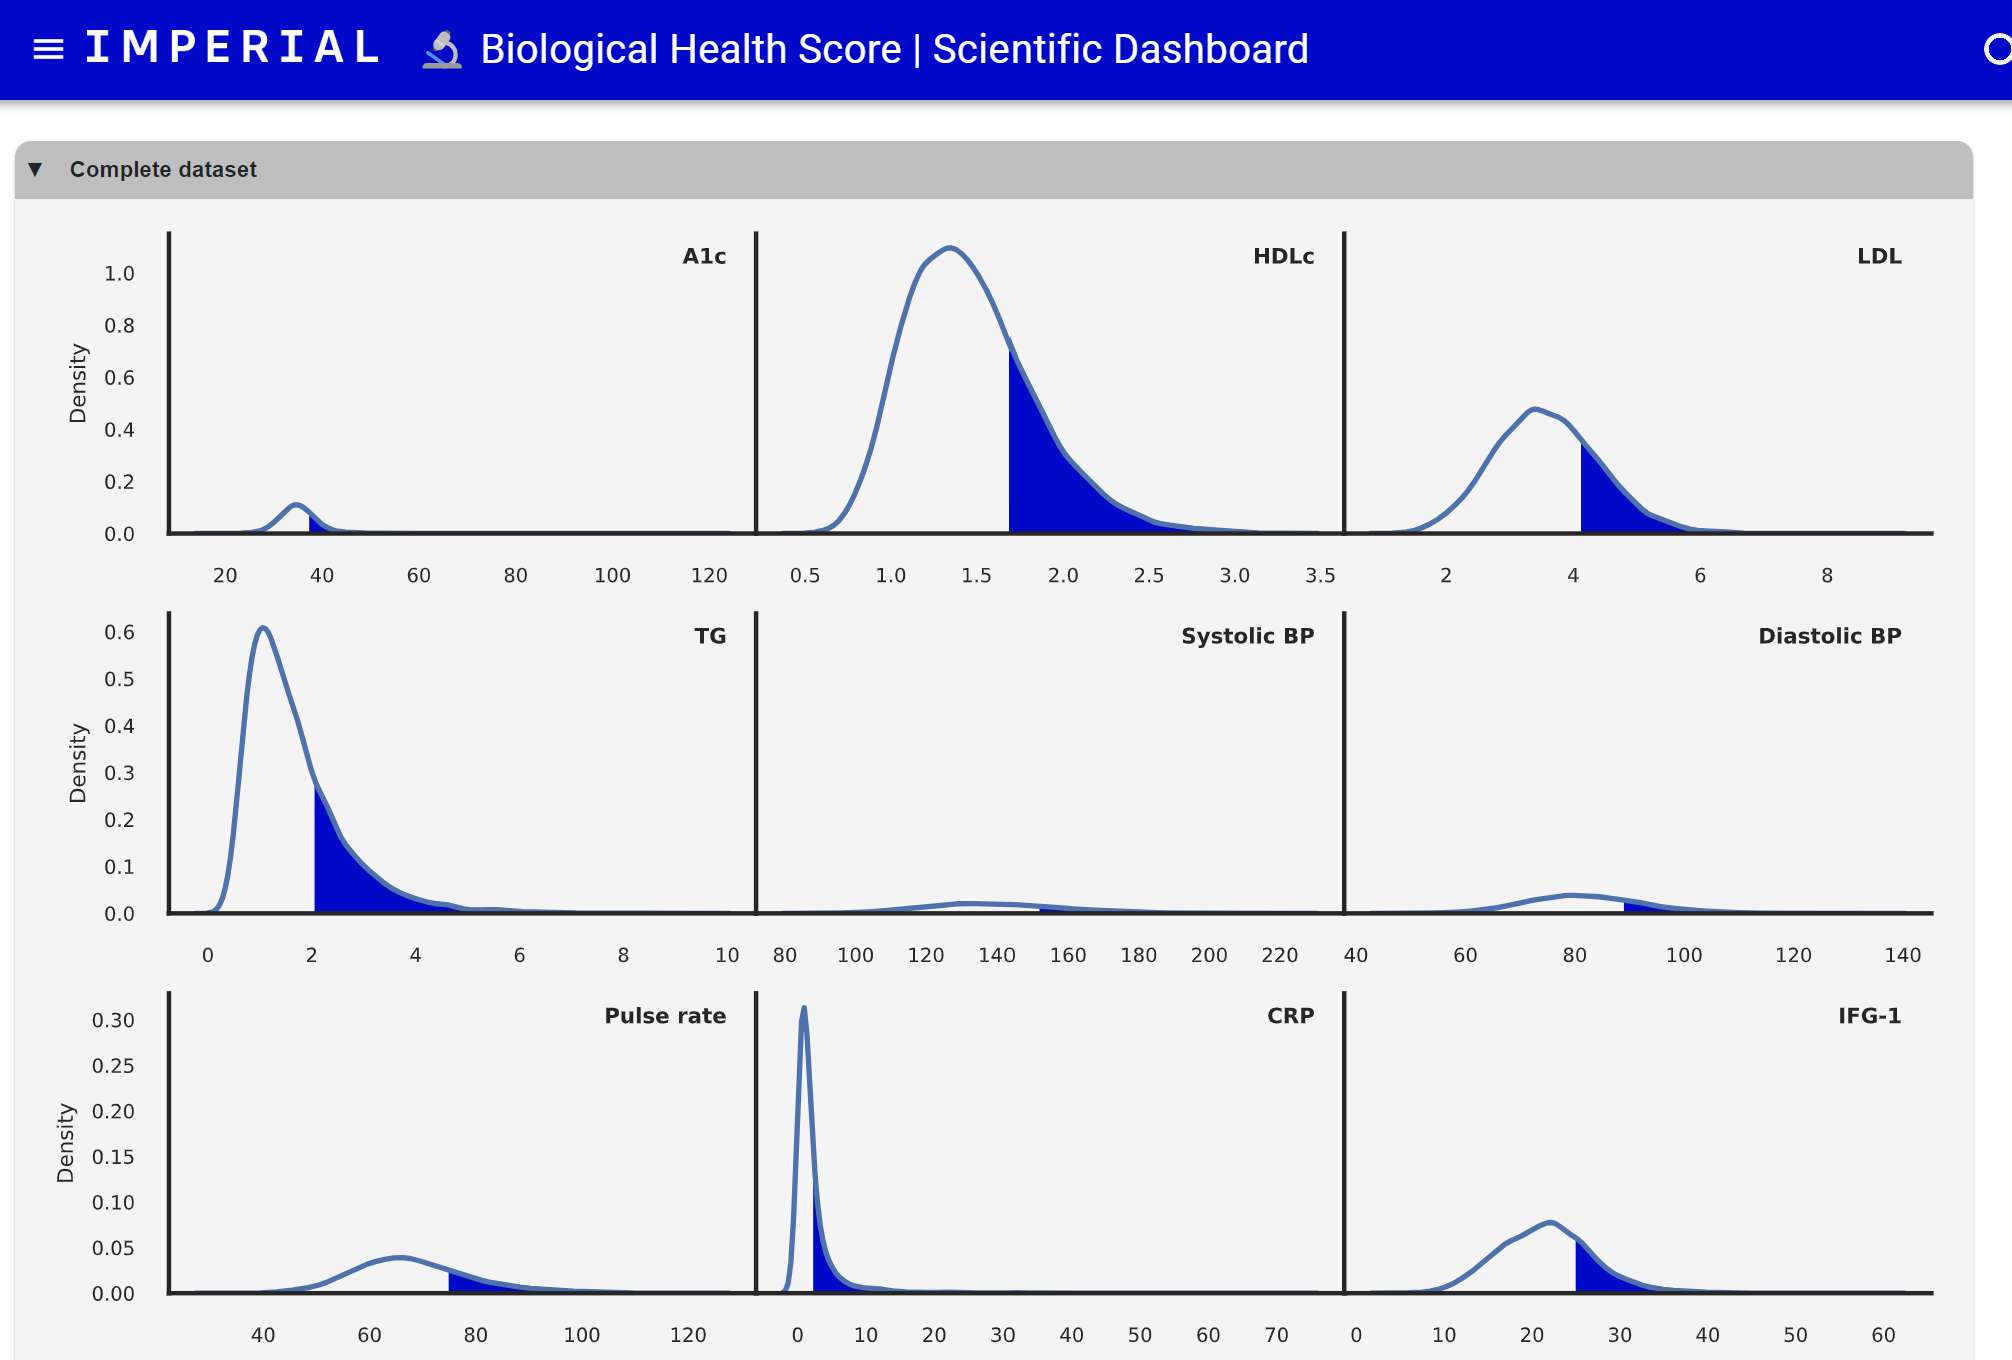 IMPERIAL Biological Health Score | Scientific Dashboard
▼ Complete dataset
A1c HDLc LDL
Density
1.0
0.8
0.6
0.4
0.2
0.0
20 40 60 80 100 120 0.5 1.0 1.5 2.0 2.5 3.0 3.5 2 4 6 8
TG Systolic BP Diastolic BP
Density
0.6
0.5
0.4
0.3
0.2
0.1
0.0
0 2 4 6 8 10 80 100 120 140 160 180 200 220 40 60 80 100 120 140
Pulse rate CRP IFG-1
Density
0.30
0.25
0.20
0.15
0.10
0.05
0.00
40 60 80 100 120 0 10 20 30 40 50 60 70 0 10 20 30 40 50 60